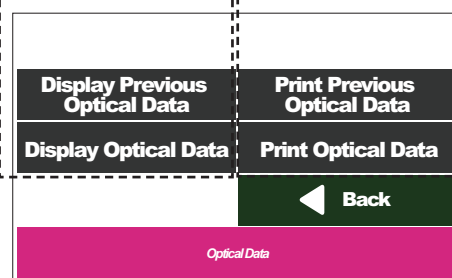 Display Previous
Optical Data
Print Previous
Optical Data
Display Optical Data
Print Optical Data
Back
Optical Data